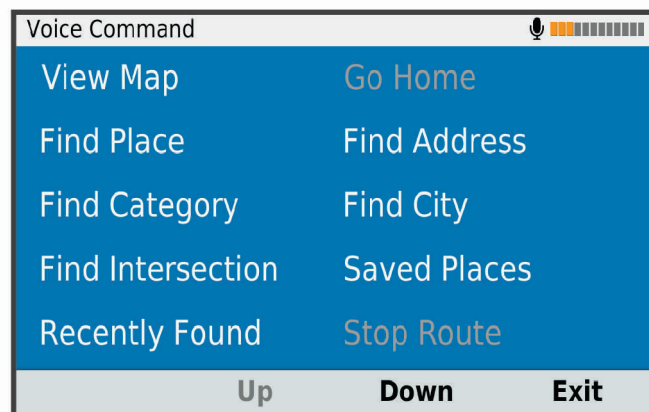 Voice Command
View Map Go Home
Find Place Find Address
Find Category Find City
Find Intersection Saved Places
Recently Found Stop Route
Up Down Exit